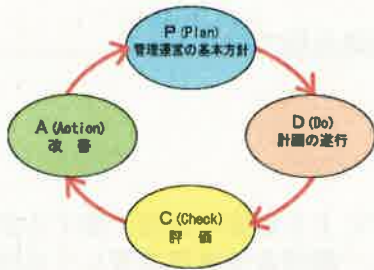 P (Plan)
管理運営の基本方針
D (Do)
計画の遂行
C (Check)
評 価
A (Action)
改 善